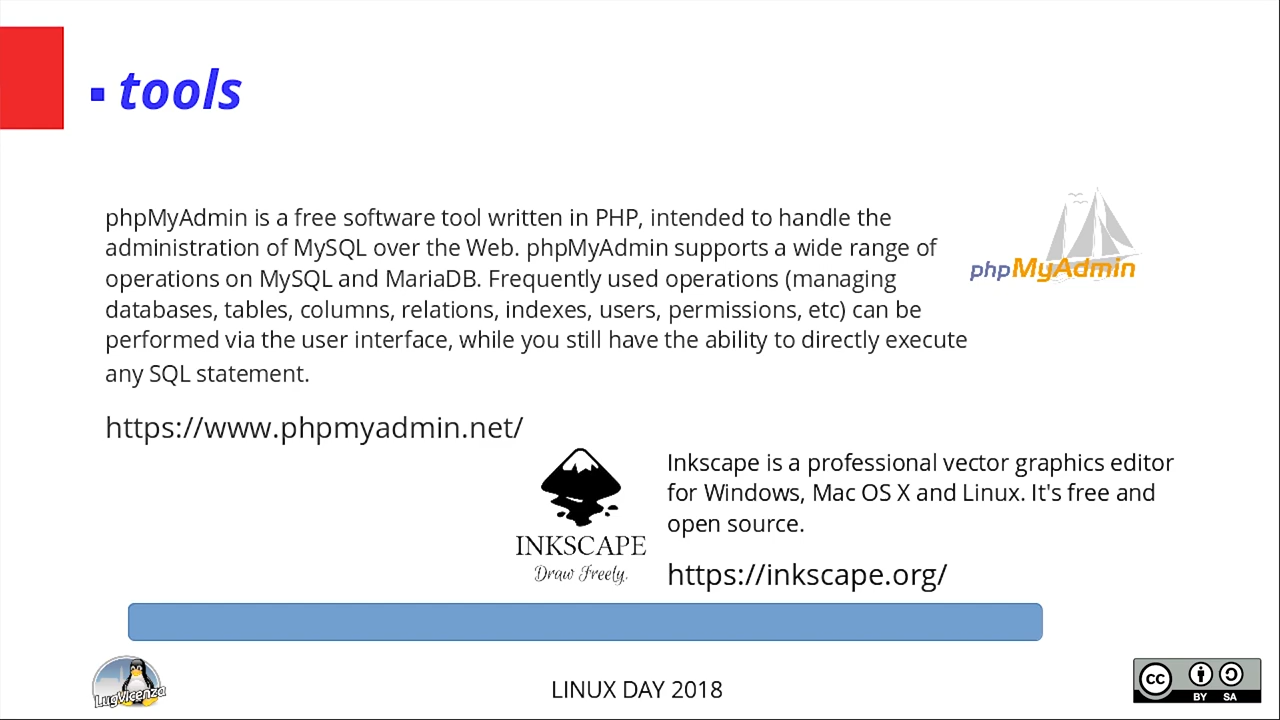 ▪ tools
phpMyAdmin is a free software tool written in PHP, intended to handle the
administration of MySQL over the Web. phpMyAdmin supports a wide range of
operations on MySQL and MariaDB. Frequently used operations (managing
databases, tables, columns, relations, indexes, users, permissions, etc) can be
performed via the user interface, while you still have the ability to directly execute
any SQL statement.
phpMyAdmin
https://www.phpmyadmin.net/
INKSCAPE
Draw Freely.
Inkscape is a professional vector graphics editor
for Windows, Mac OS X and Linux. It's free and
open source.
https://inkscape.org/
LugVicenza
LINUX DAY 2018
cc
BY SA